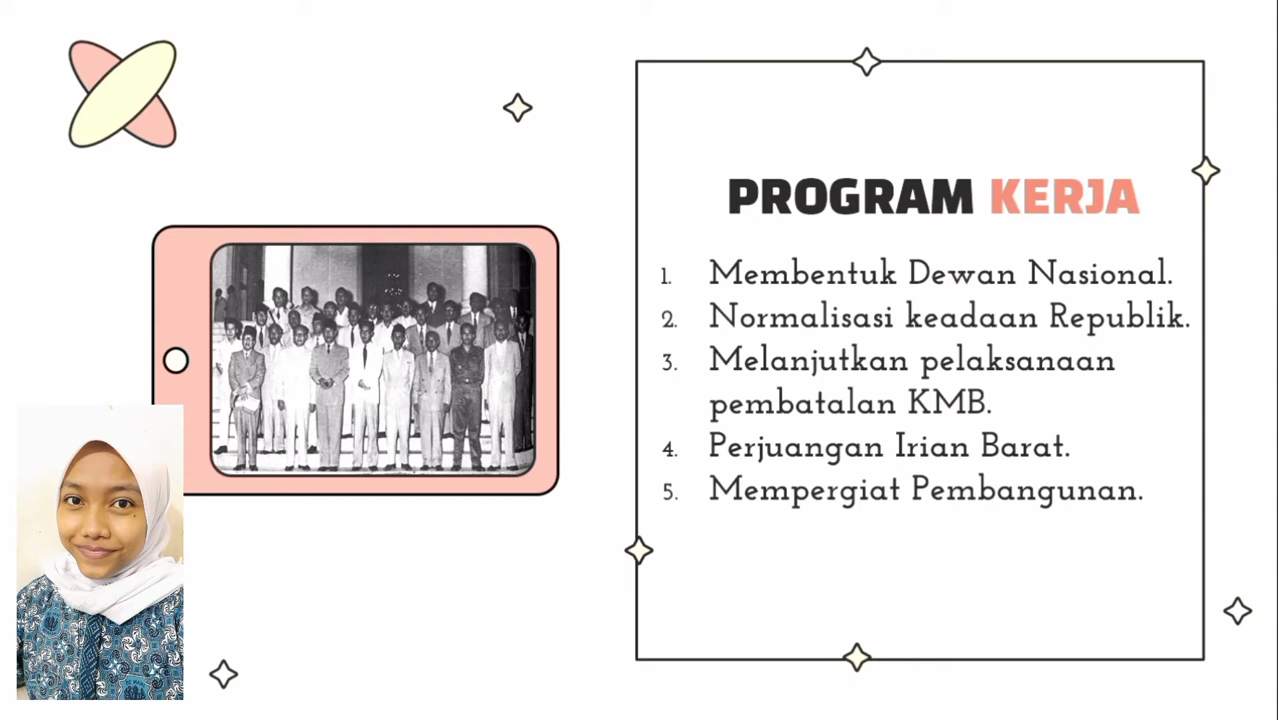 PROGRAM KERJA
1. Membentuk Dewan Nasional.
2. Normalisasi keadaan Republik.
3. Melanjutkan pelaksanaan
pembatalan KMB.
4. Perjuangan Irian Barat.
5. Mempergiat Pembangunan.